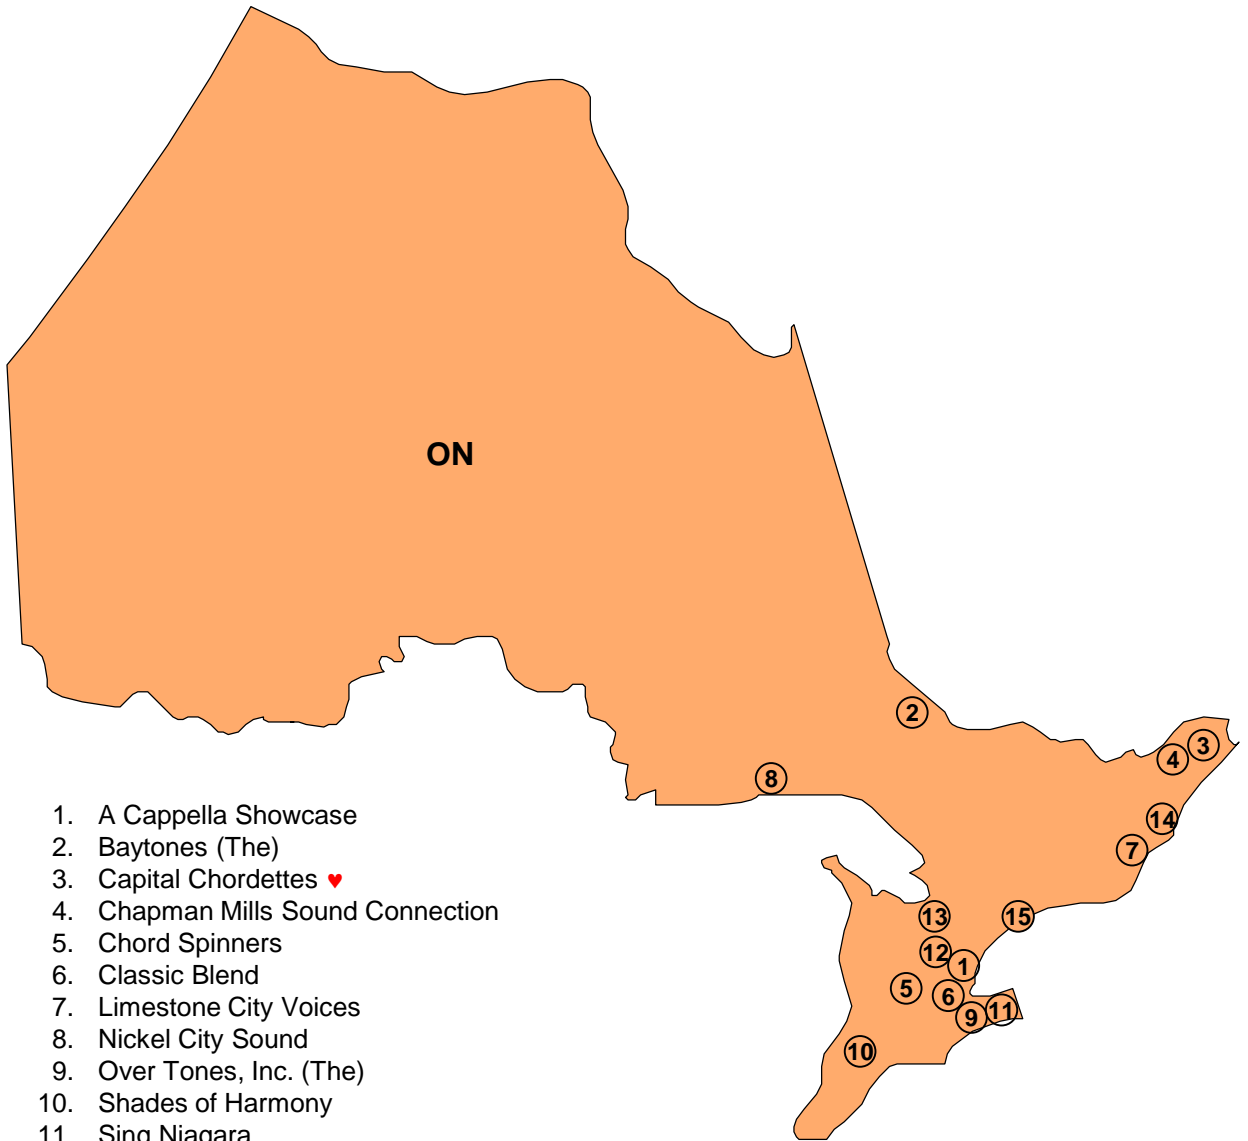 ON
2
3
4
8
14
7
13
15
12
1
5
6
11
9
10
1. A Cappella Showcase
2. Baytones (The)
3. Capital Chordettes ♥
4. Chapman Mills Sound Connection
5. Chord Spinners
6. Classic Blend
7. Limestone City Voices
8. Nickel City Sound
9. Over Tones, Inc. (The)
10. Shades of Harmony
11. Sing Niagara